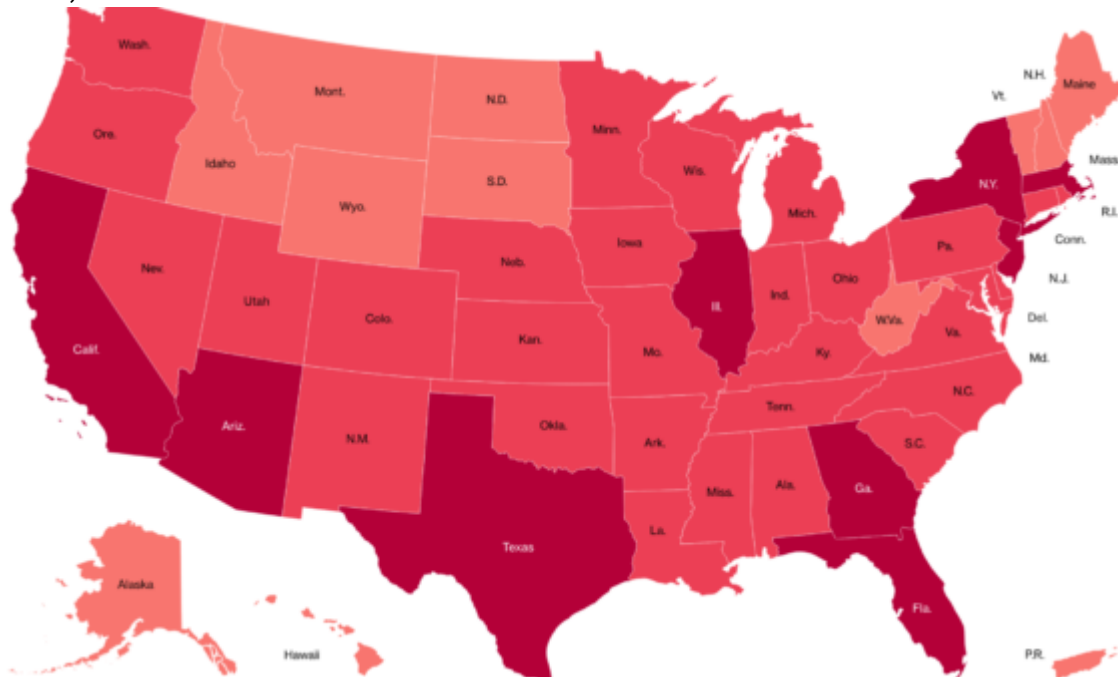 Wash.
Mont.
N.D.
Minn.
N.H.
Maine
Vt.
Ore.
Idaho
S.D.
Wis.
Mich.
N.Y.
Mass
Wyo.
R.I.
Iowa
Pa.
Conn.
Nev.
Neb.
Ohio
N.J.
Utah
Colo.
Ill.
Ind.
W.Va.
Del.
Calif.
Kan.
Mo.
Ky.
Va.
Md.
Tenn.
N.C.
Ariz.
N.M.
Okla.
Ark.
S.C.
Miss.
Ala.
Ga.
La.
Texas
Alaska
Fla.
Hawaii
P.R.